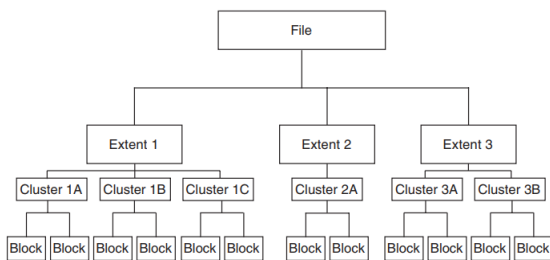 File
Extent 1
Extent 2
Extent 3
Cluster 1A
Cluster 1B
Cluster 1C
Cluster 2A
Cluster 3A
Cluster 3B
Block
Block
Block
Block
Block
Block
Block
Block
Block
Block
Block
Block